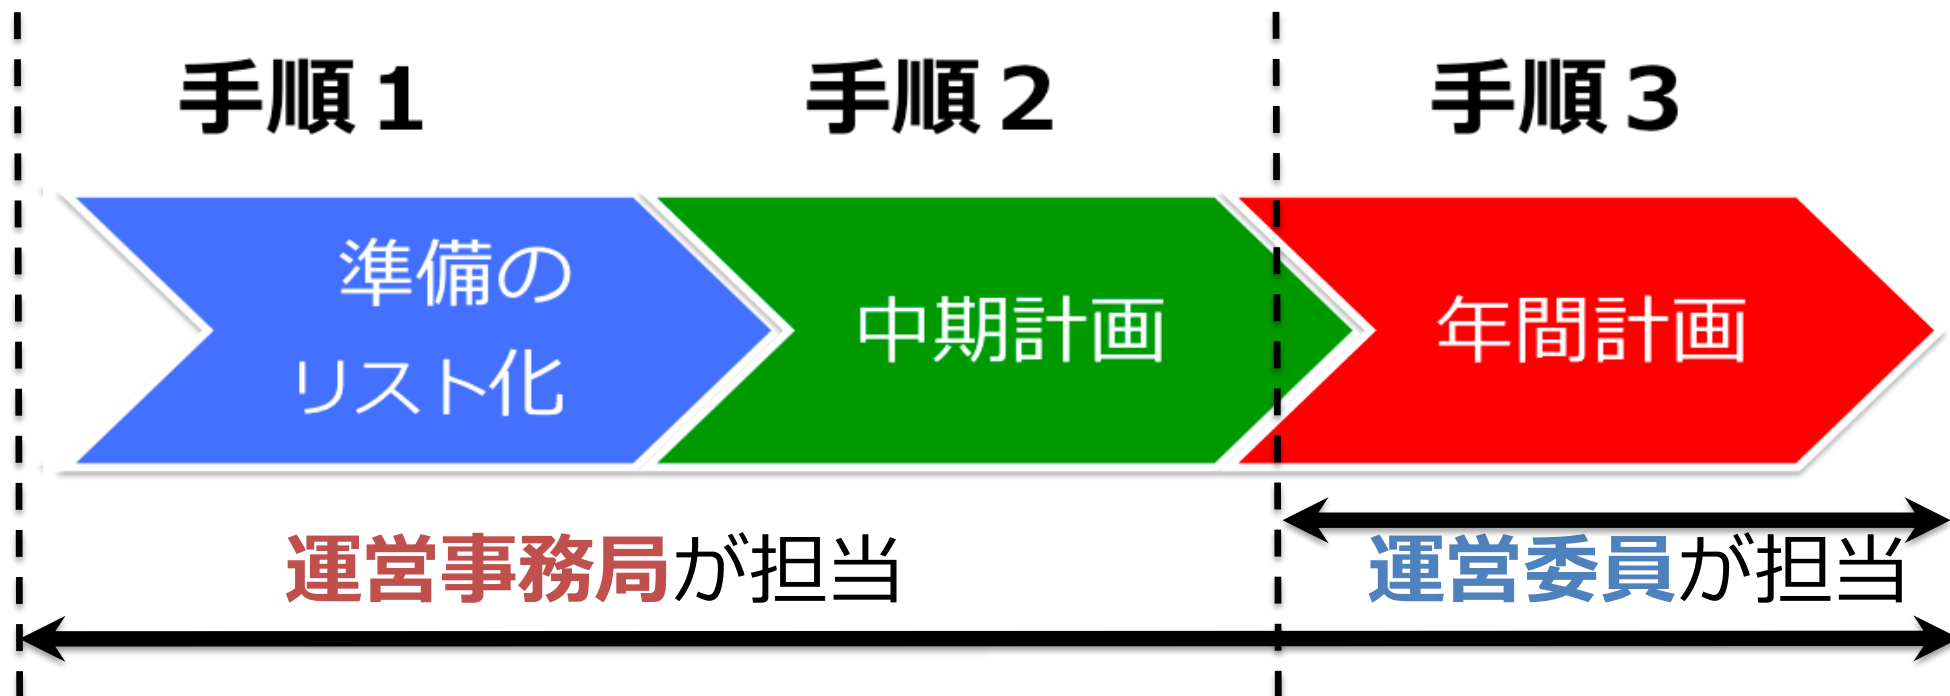 手順１
手順２
手順３
準備の
リスト化
中期計画
年間計画
運営事務局が担当
運営委員が担当